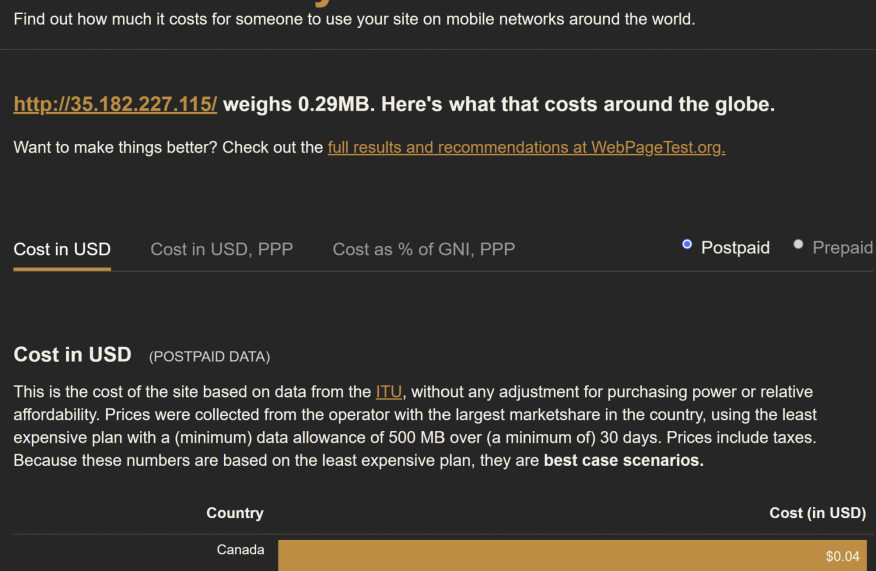 Find out how much it costs for someone to use your site on mobile networks around the world.
http://35.182.227.115/ weighs 0.29MB. Here's what that costs around the globe.
Want to make things better? Check out the full results and recommendations at WebPageTest.org.
Cost in USD Cost in USD, PPP Cost as % of GNI, PPP Postpaid Prepaid
Cost in USD (POSTPAID DATA)
This is the cost of the site based on data from the ITU, without any adjustment for purchasing power or relative
affordability. Prices were collected from the operator with the largest marketshare in the country, using the least
expensive plan with a (minimum) data allowance of 500 MB over (a minimum of) 30 days. Prices include taxes.
Because these numbers are based on the least expensive plan, they are best case scenarios.
Country Cost (in USD)
Canada $0.04